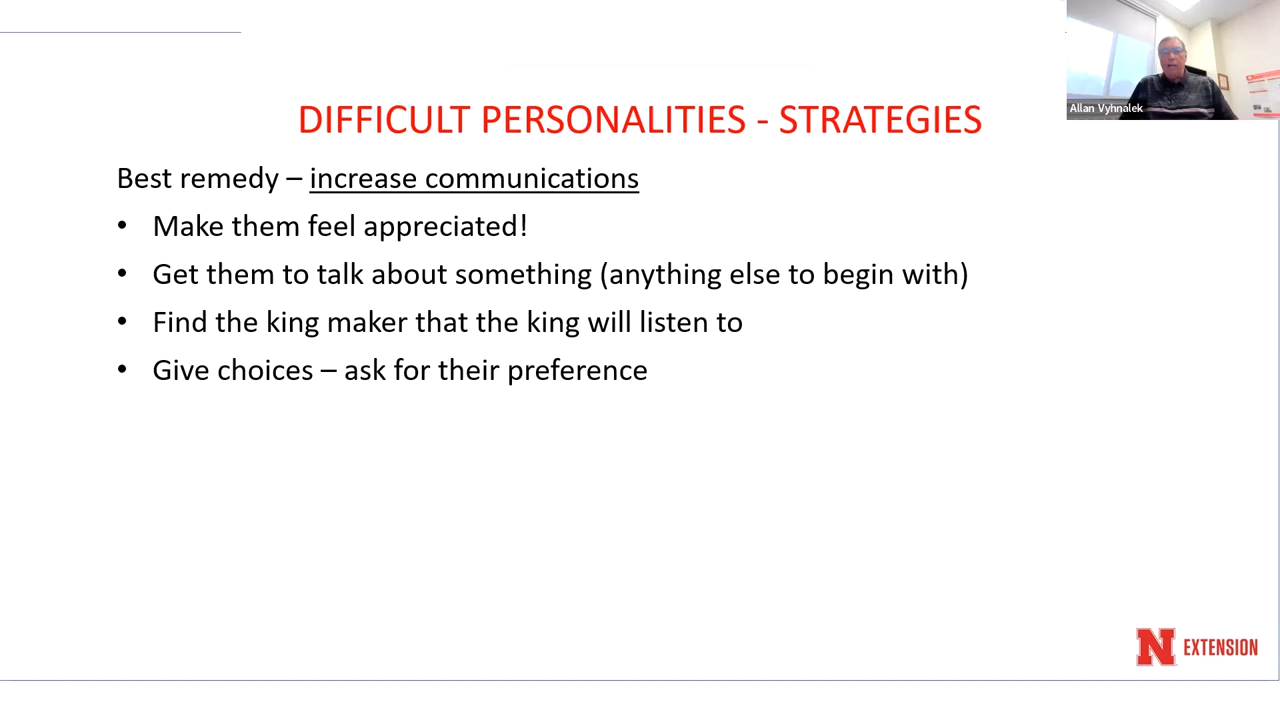 Allan Vyhnalek
DIFFICULT PERSONALITIES - STRATEGIES
Best remedy – increase communications
• Make them feel appreciated!
• Get them to talk about something (anything else to begin with)
• Find the king maker that the king will listen to
• Give choices – ask for their preference
N EXTENSION